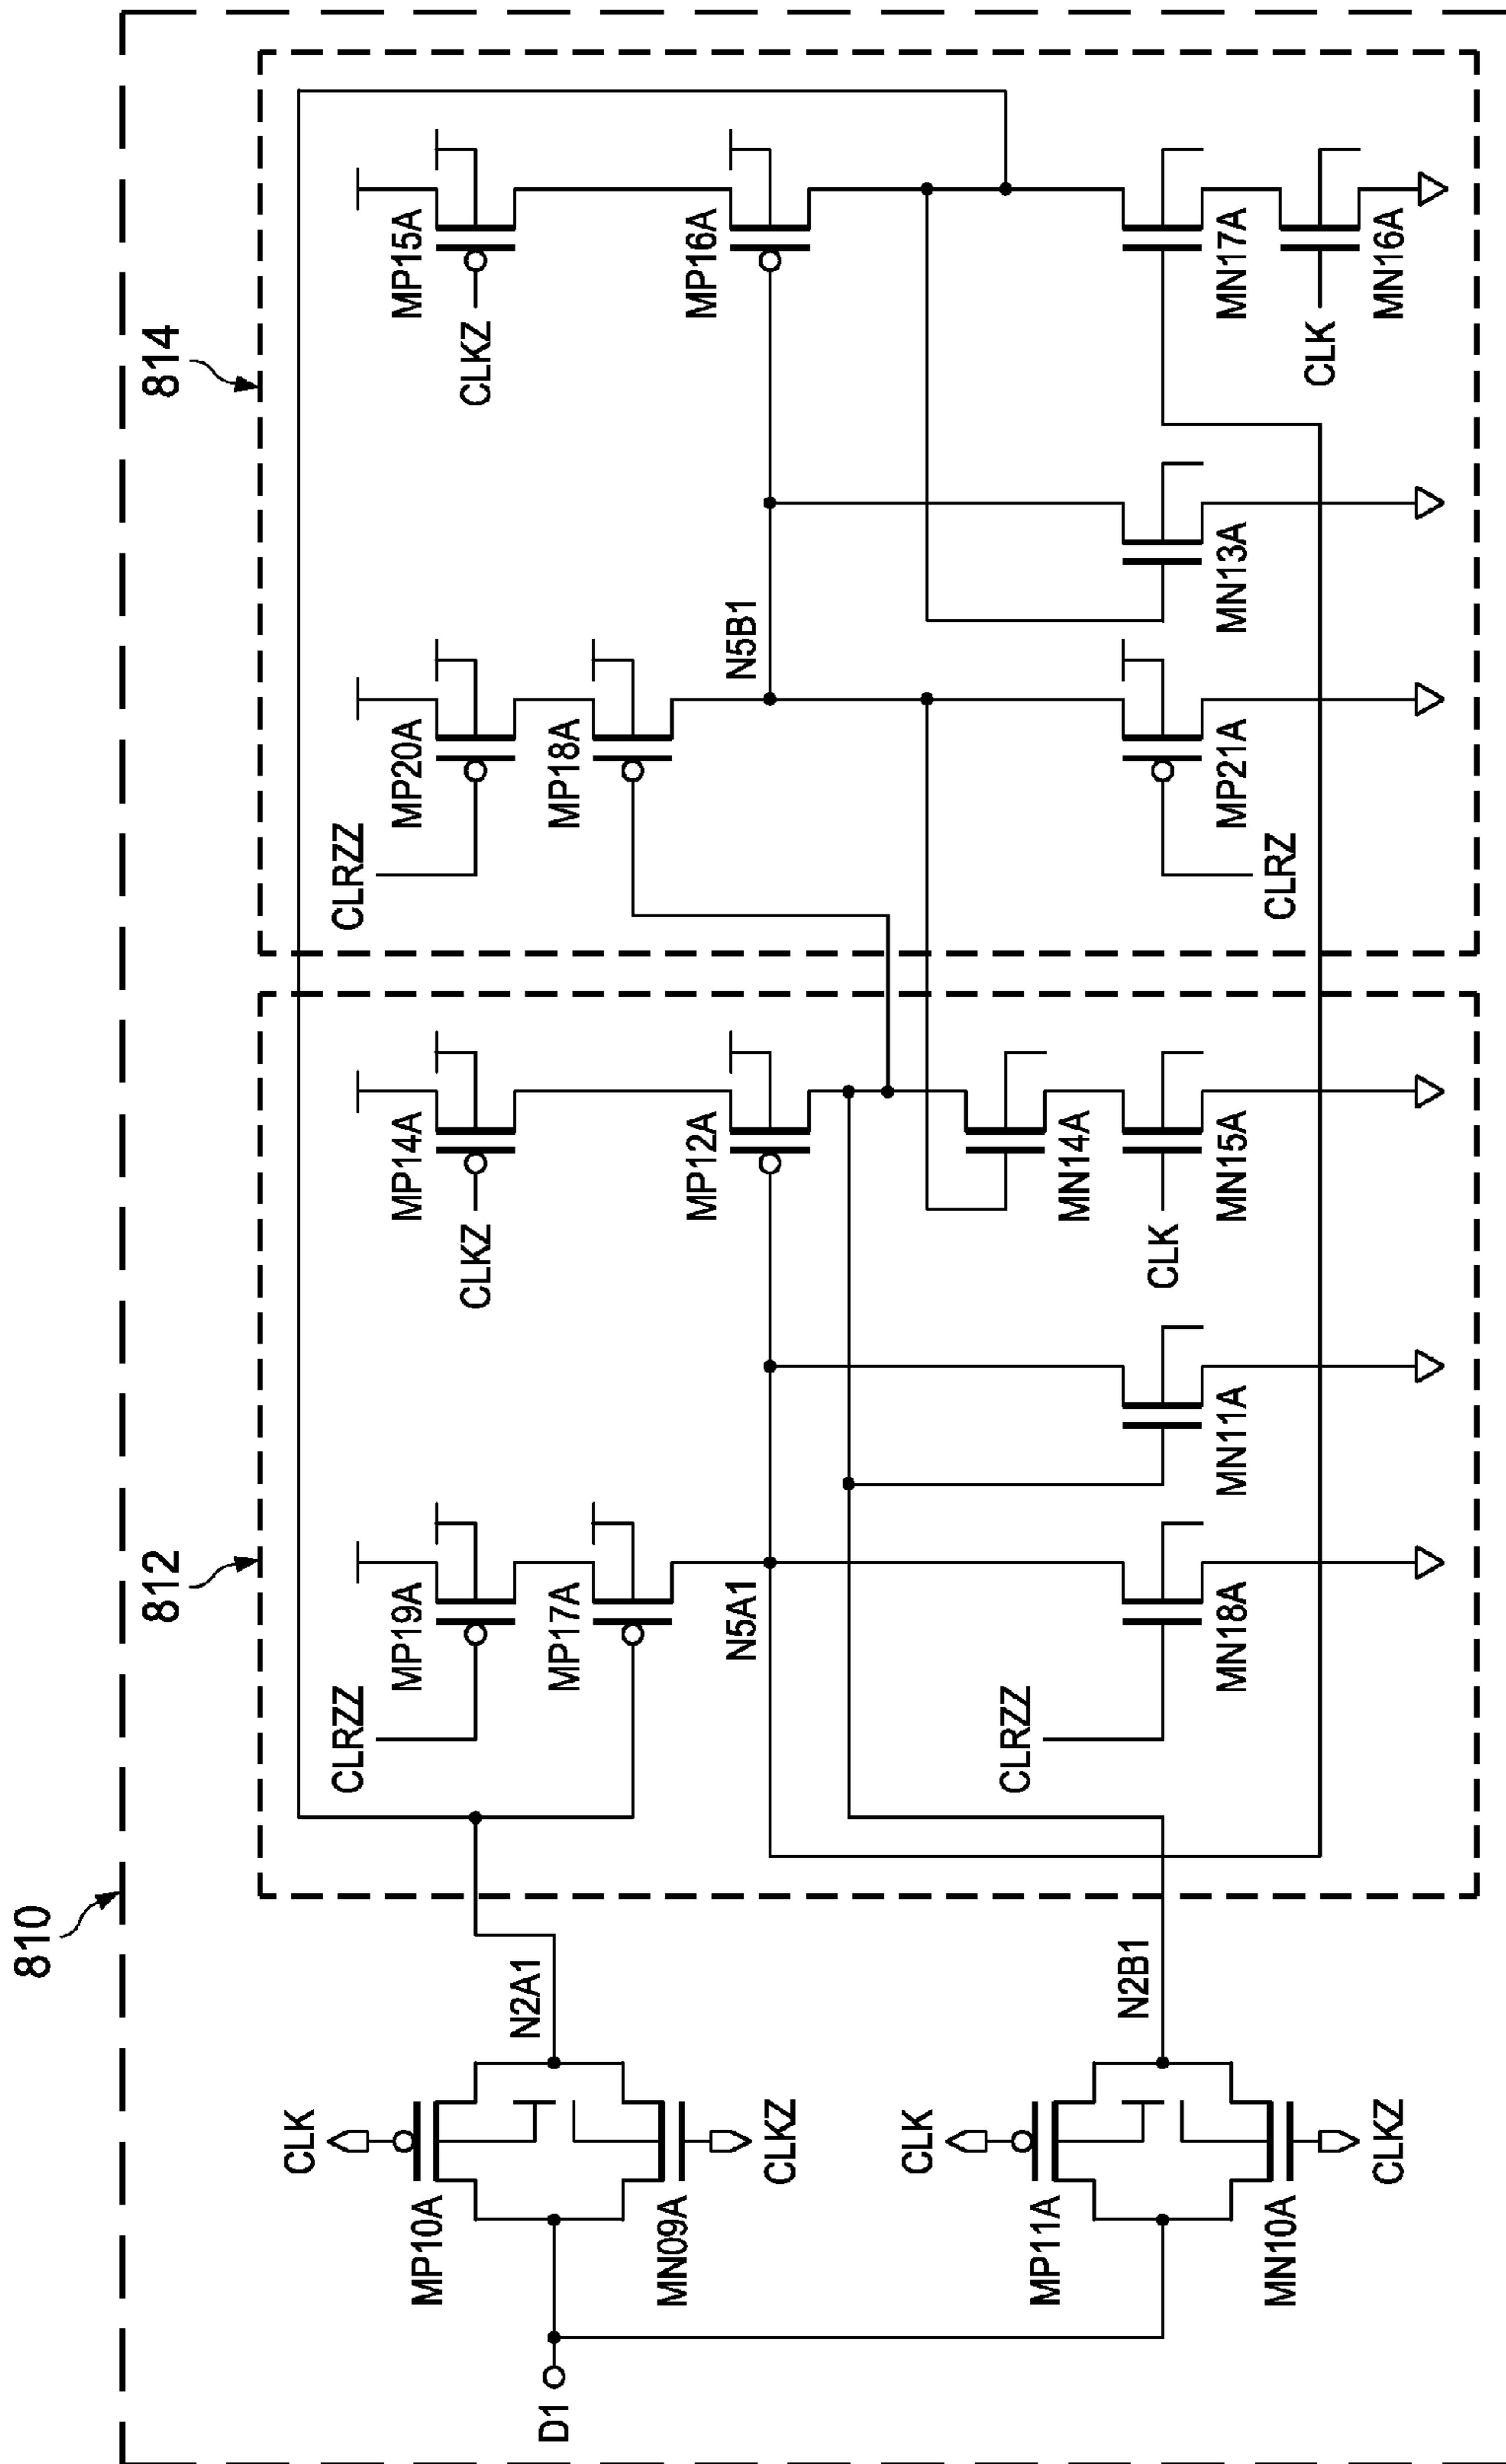 810
812
814
D1
CLK
MP10A
MN09A
CLKZ
N2A1
CLK
MP11A
MN10A
CLKZ
N2B1
CLRZZ
MP19A
MP17A
N5A1
CLRZZ
MN18A
MN11A
CLKZ
MP14A
MP12A
MN14A
CLK
MN15A
CLRZZ
MP20A
MP18A
N5B1
CLRZ
MP21A
MN13A
CLKZ
MP15A
MP16A
MN17A
CLK
MN16A